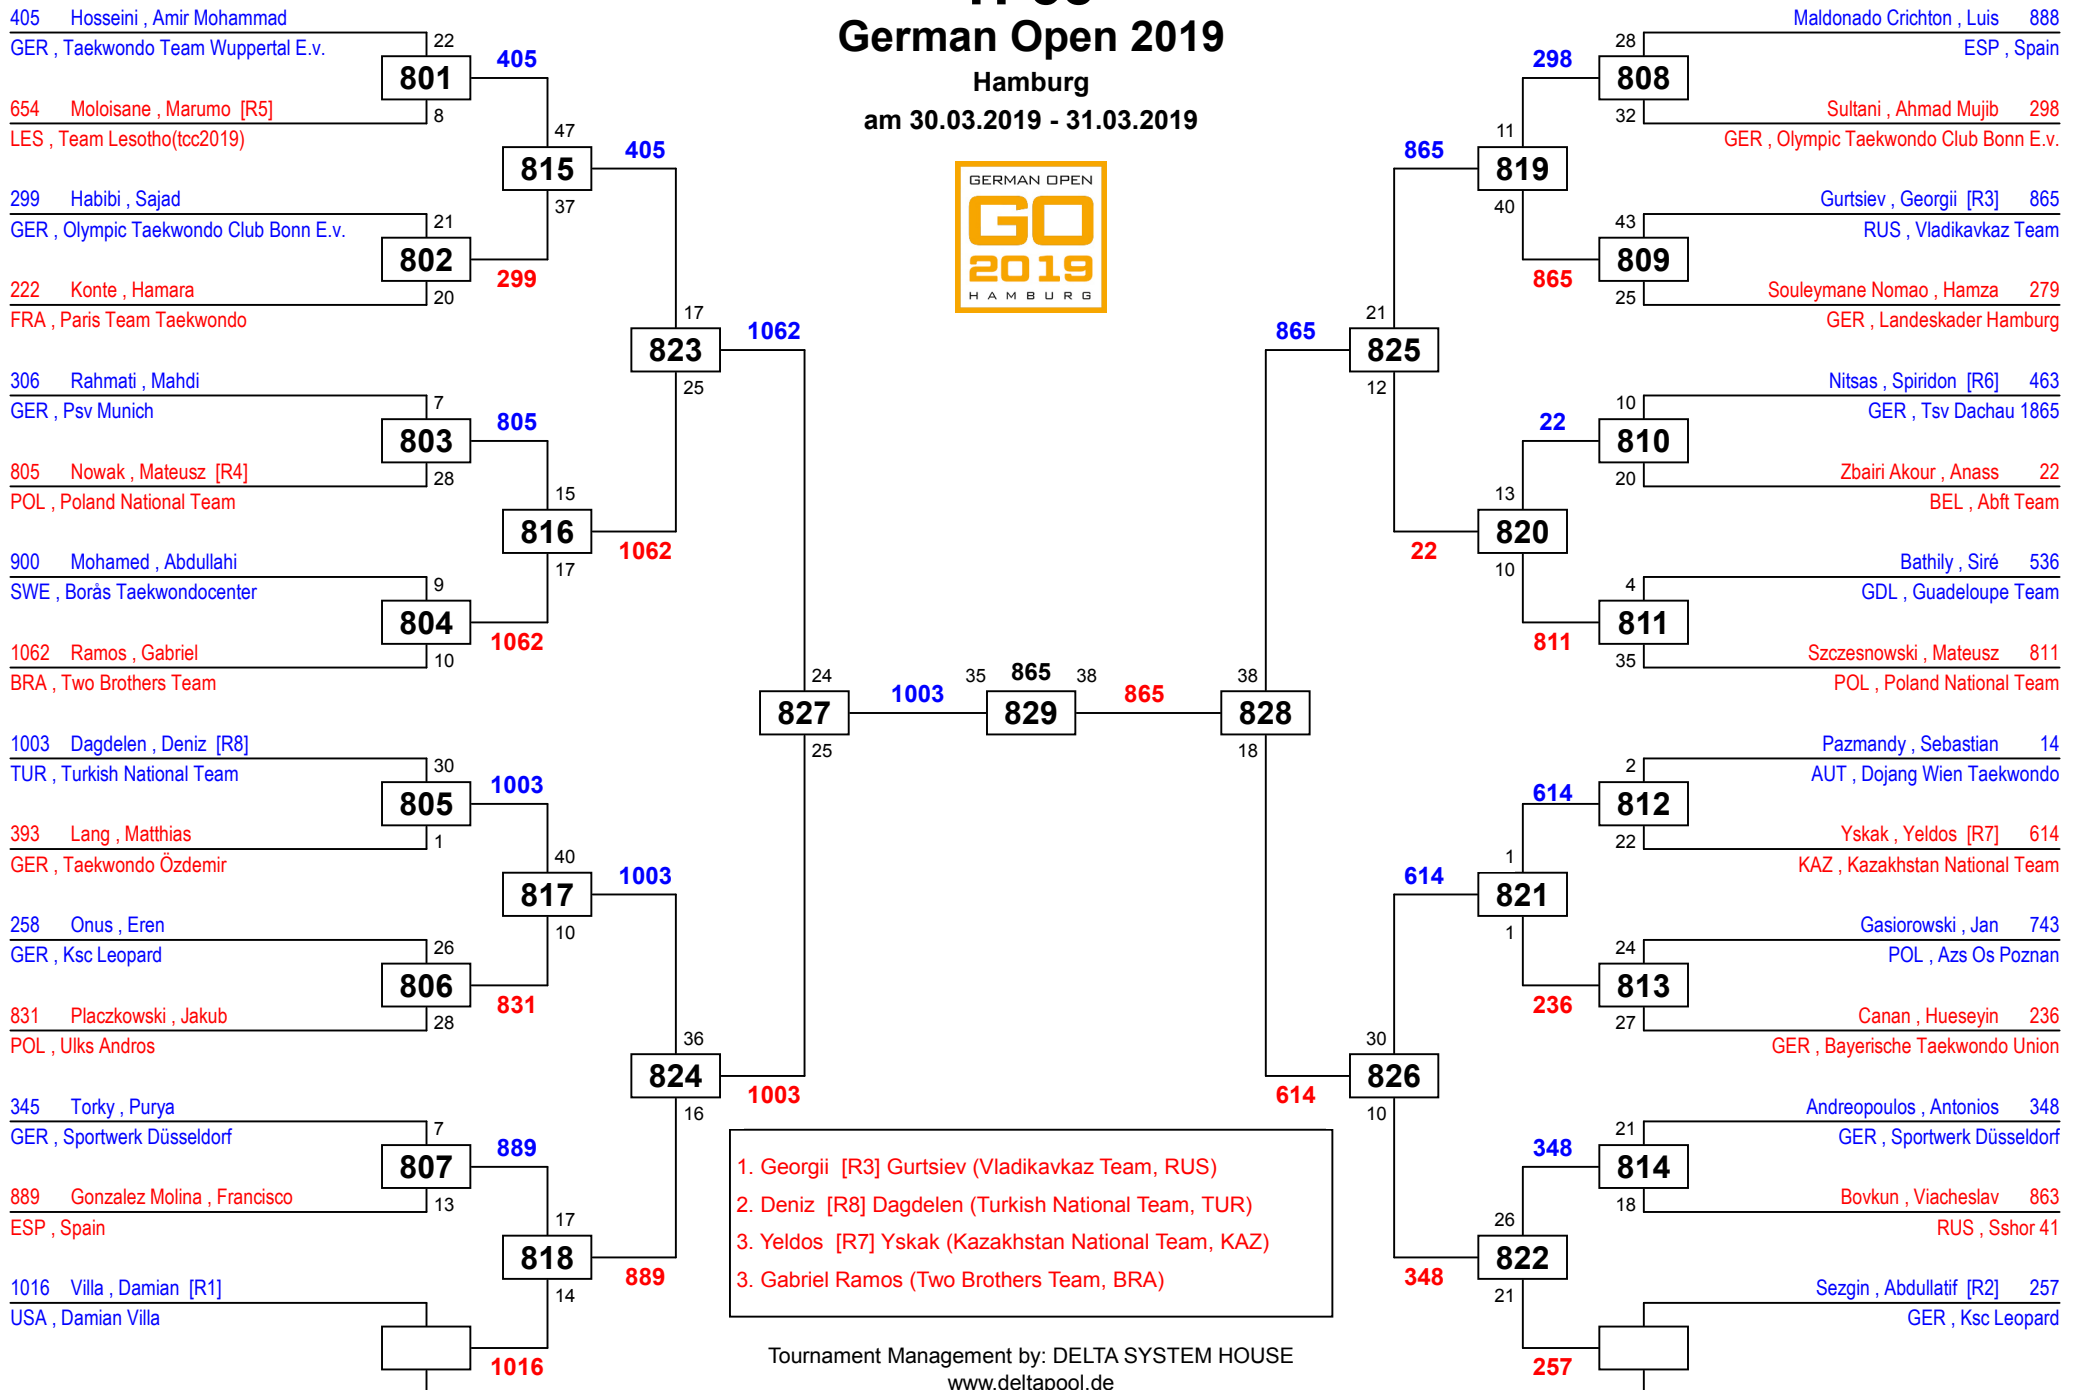 German Open 2019
Hamburg
am 30.03.2019 - 31.03.2019
GERMAN OPEN
GO
2019
HAMBURG
405 Hosseini , Amir Mohammad
GER , Taekwondo Team Wuppertal E.v.
22
801
405
8
654 Moloisane , Marumo [R5]
LES , Team Lesotho(tcc2019)
47
815
405
37
299 Habibi , Sajad
GER , Olympic Taekwondo Club Bonn E.v.
21
802
299
20
222 Konte , Hamara
FRA , Paris Team Taekwondo
17
823
1062
25
306 Rahmati , Mahdi
GER , Psv Munich
7
803
805
28
805 Nowak , Mateusz [R4]
POL , Poland National Team
15
816
1062
17
900 Mohamed , Abdullahi
SWE , Borås Taekwondocenter
9
804
1062
10
1062 Ramos , Gabriel
BRA , Two Brothers Team
24
827
1003
25
1003 Dagdelen , Deniz [R8]
TUR , Turkish National Team
30
805
1003
1
393 Lang , Matthias
GER , Taekwondo Özdemir
40
817
1003
10
258 Onus , Eren
GER , Ksc Leopard
26
806
831
28
831 Placzkowski , Jakub
POL , Ulks Andros
36
824
1003
16
345 Torky , Purya
GER , Sportwerk Düsseldorf
7
807
889
13
889 Gonzalez Molina , Francisco
ESP , Spain
17
818
889
14
1016 Villa , Damian [R1]
USA , Damian Villa
1016
35 865 38
829
865
Maldonado Crichton , Luis 888
ESP , Spain
28
298
808
32
Sultani , Ahmad Mujib 298
GER , Olympic Taekwondo Club Bonn E.v.
11
865
819
40
Gurtsiev , Georgii [R3] 865
RUS , Vladikavkaz Team
43
809
865
25
Souleymane Nomao , Hamza 279
GER , Landeskader Hamburg
21
865
825
12
Nitsas , Spiridon [R6] 463
GER , Tsv Dachau 1865
10
22
810
20
Zbairi Akour , Anass 22
BEL , Abft Team
13
820
22
10
Bathily , Siré 536
GDL , Guadeloupe Team
4
811
811
35
Szczesnowski , Mateusz 811
POL , Poland National Team
38
828
18
Pazmandy , Sebastian 14
AUT , Dojang Wien Taekwondo
2
614
812
22
Yskak , Yeldos [R7] 614
KAZ , Kazakhstan National Team
1
614
821
1
Gasiorowski , Jan 743
POL , Azs Os Poznan
24
813
236
27
Canan , Hueseyin 236
GER , Bayerische Taekwondo Union
30
826
614
10
Andreopoulos , Antonios 348
GER , Sportwerk Düsseldorf
21
348
814
18
Bovkun , Viacheslav 863
RUS , Sshor 41
26
822
348
21
Sezgin , Abdullatif [R2] 257
GER , Ksc Leopard
257
1. Georgii [R3] Gurtsiev (Vladikavkaz Team, RUS)
2. Deniz [R8] Dagdelen (Turkish National Team, TUR)
3. Yeldos [R7] Yskak (Kazakhstan National Team, KAZ)
3. Gabriel Ramos (Two Brothers Team, BRA)
Tournament Management by: DELTA SYSTEM HOUSE
www.deltapool.de